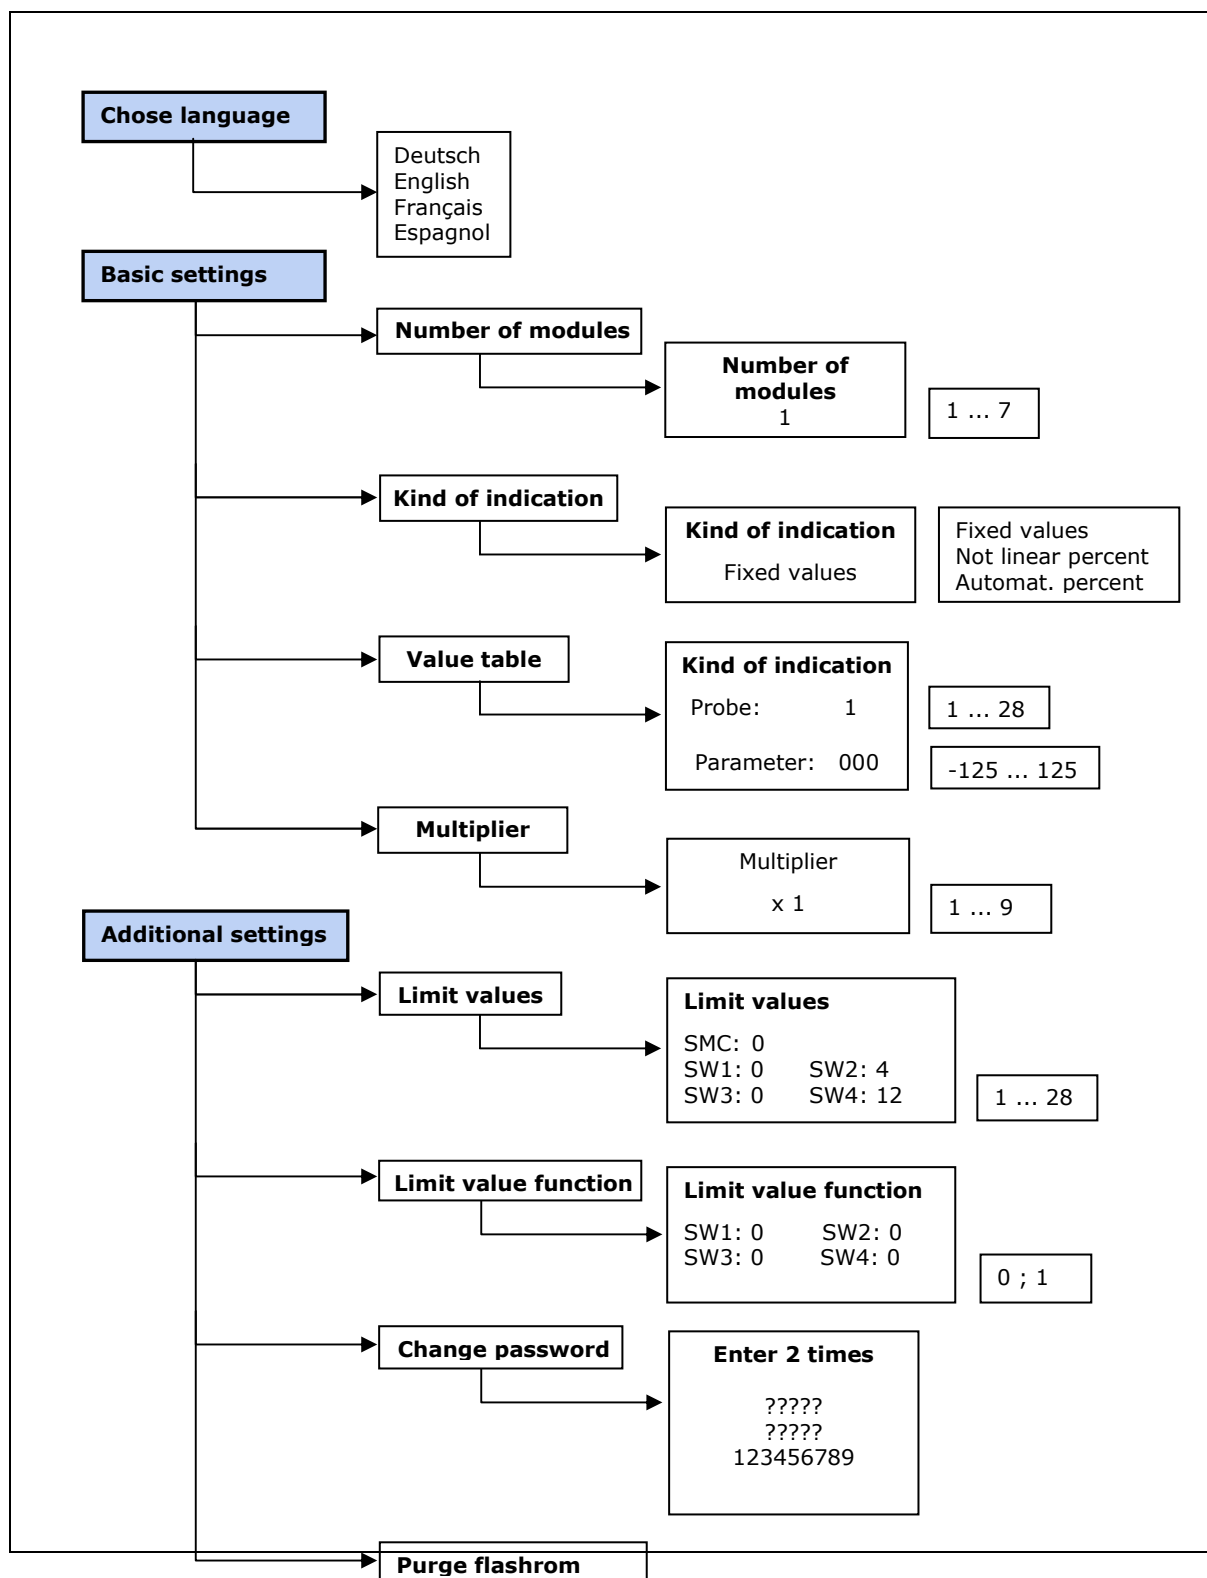 Chose language
Deutsch
English
Français
Espagnol
Basic settings
Number of modules
Number of
modules
1
1 ... 7
Kind of indication
Kind of indication
Fixed values
Fixed values
Not linear percent
Automat. percent
Value table
Kind of indication
Probe: 1
1 ... 28
Parameter: 000
-125 ... 125
Multiplier
Multiplier
x 1
1 ... 9
Additional settings
Limit values
Limit values
SMC: 0
SW1: 0 SW2: 4
SW3: 0 SW4: 12
1 ... 28
Limit value function
Limit value function
SW1: 0 SW2: 0
SW3: 0 SW4: 0
0 ; 1
Change password
Enter 2 times
?????
?????
123456789
Purge flashrom